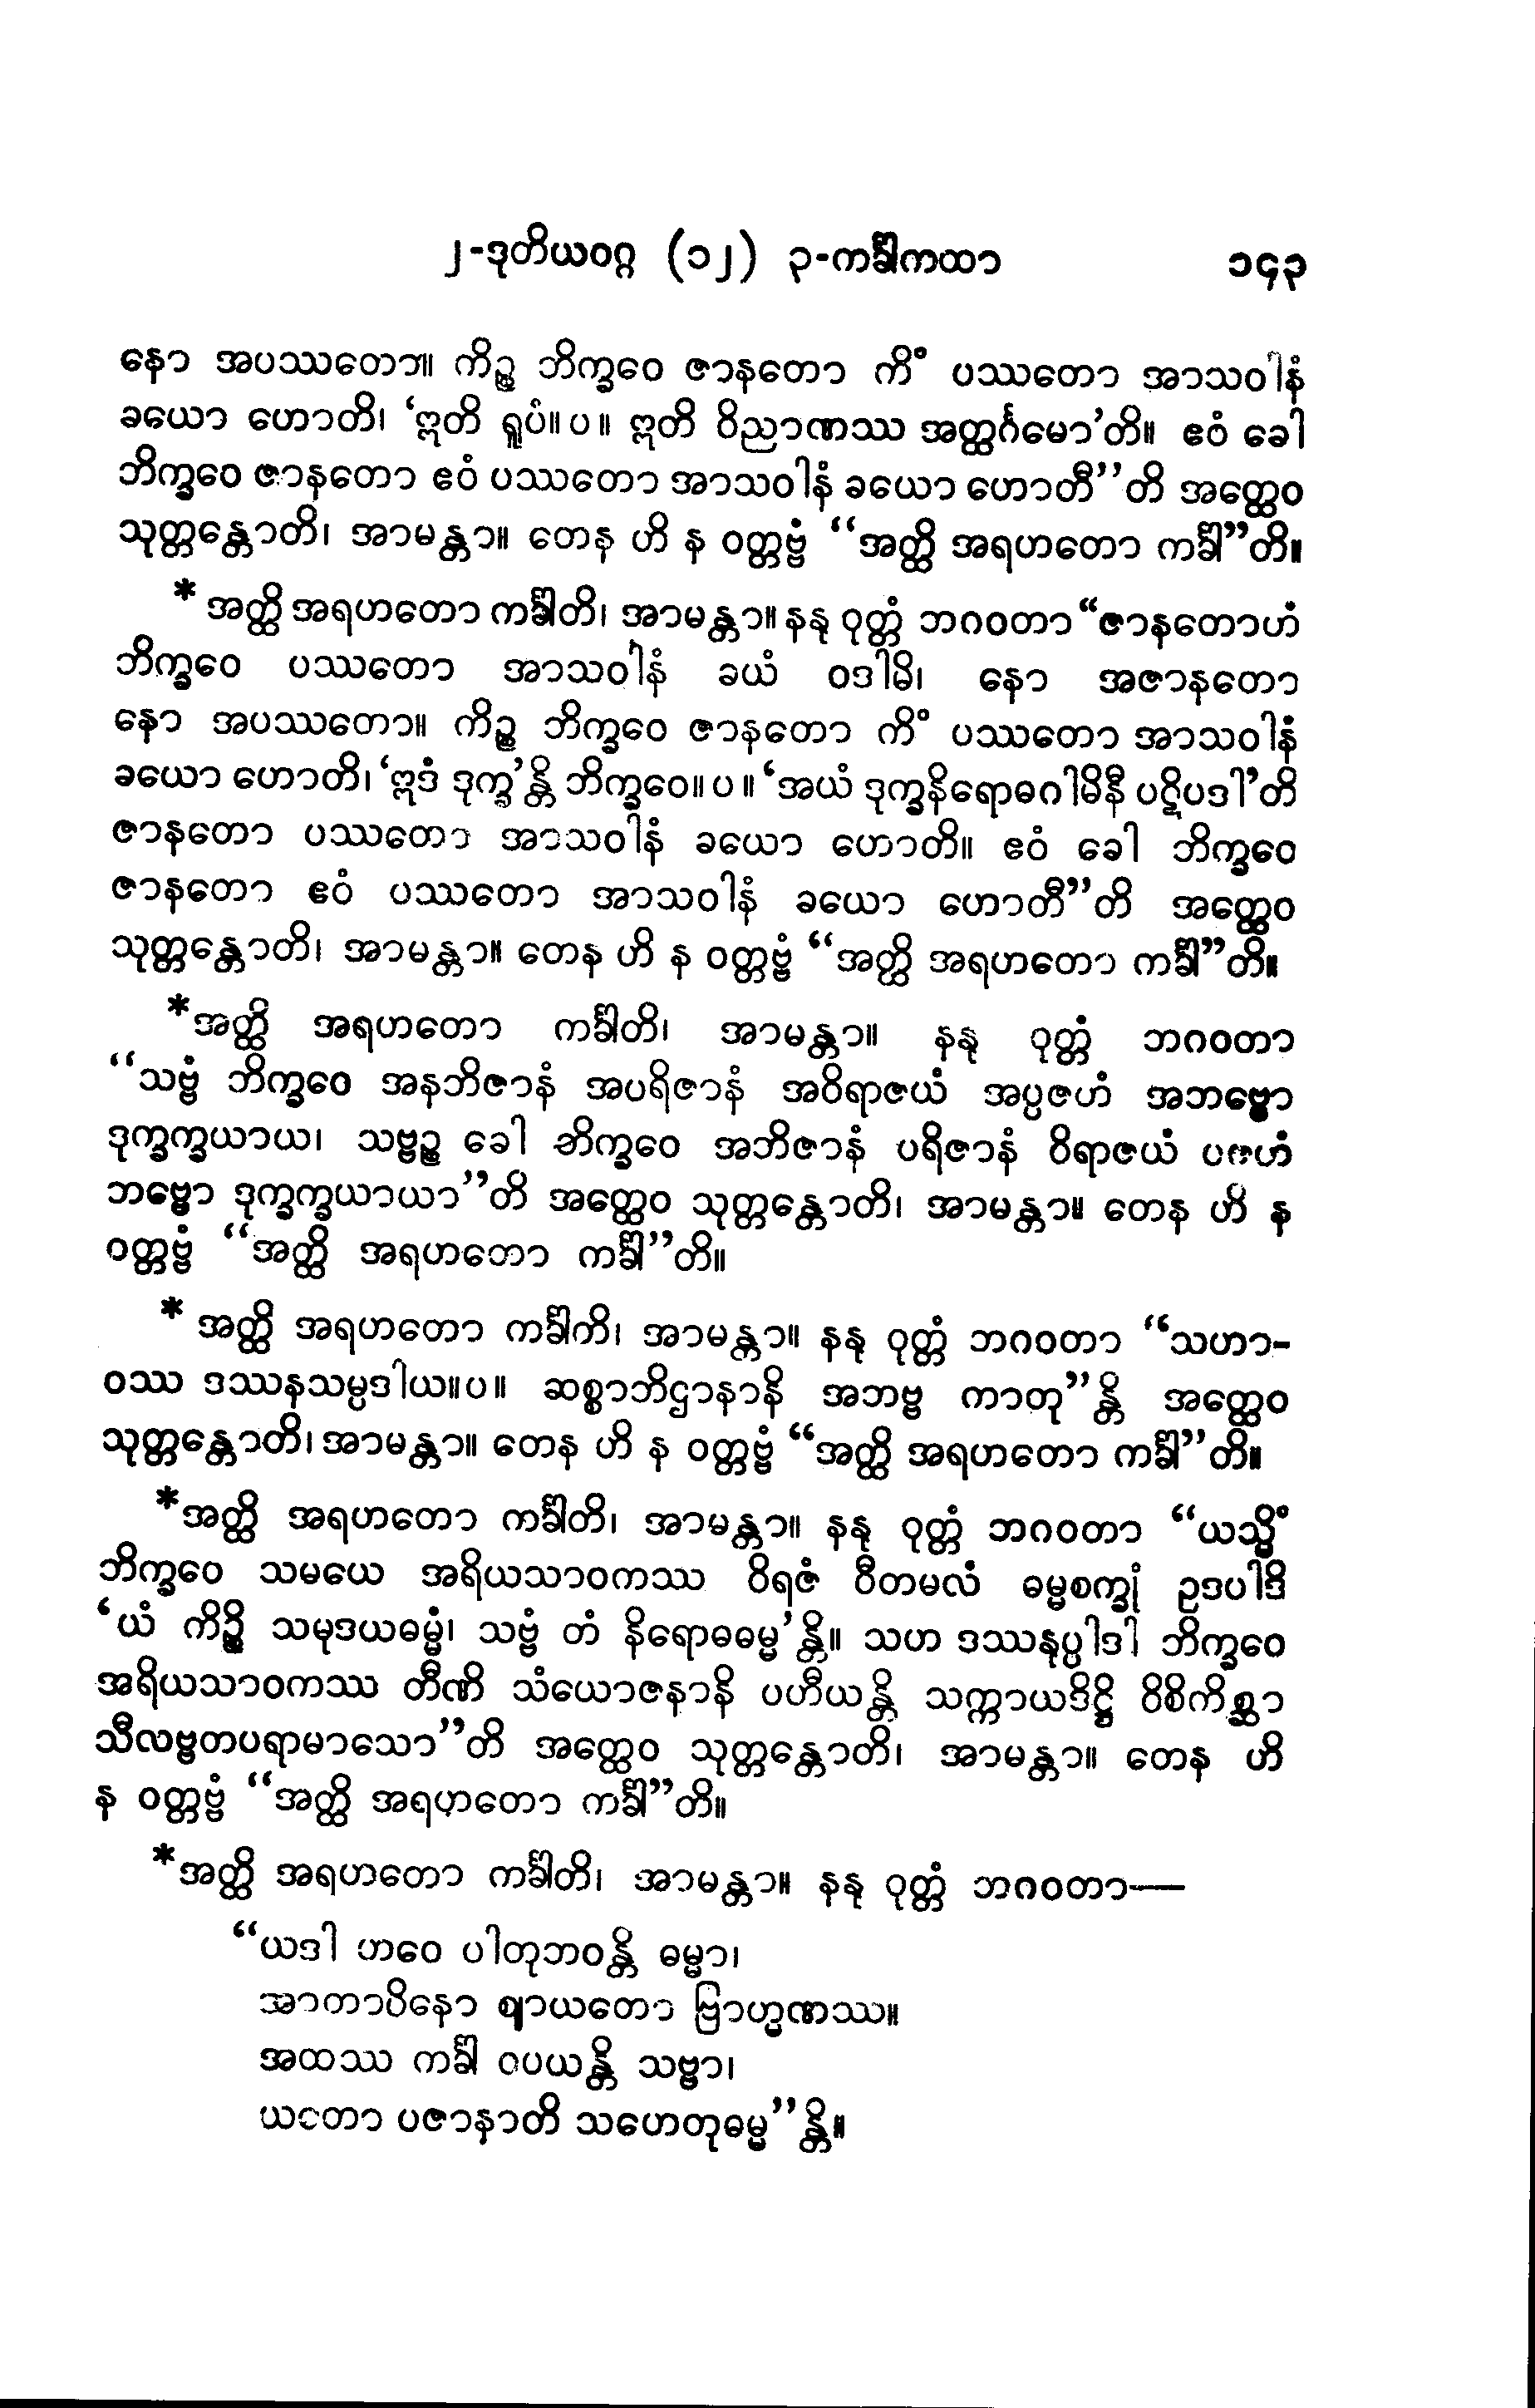 ၂-ဒုတိယဝဂ္ဂ (၁၂) ၃-ကင်္ခါကထာ ၁၄၃
နော အပဿတော။ ကိဉ္စ ဘိက္ခဝေ ဇာနတော ကိံ ပဿတော အာသဝါနံ
ခယော ဟောတိ၊ ‘ဣတိ ရူပံ။ပ။ ဣတိ ဝိညာဏဿ အတ္ထင်္ဂမော’တိ။ ဧဝံ ခေါ
ဘိက္ခဝေ ဇာနတော ဧဝံ ပဿတော အာသဝါနံ ခယော ဟောတီ”တိ အတ္ထေဝ
သုတ္တန္တောတိ၊ အာမန္တာ။ တေန ဟိ န ဝတ္တဗ္ဗံ “အတ္ထိ အရဟတော ကင်္ခါ”တိ။
* အတ္ထိ အရဟတော ကင်္ခါတိ၊ အာမန္တာ။ နနု ဝုတ္တံ ဘဂဝတာ “ဇာနတောဟံ
ဘိက္ခဝေ ပဿတော အာသဝါနံ ခယံ ဝဒါမိ၊ နော အဇာနတော
နော အပဿတော။ ကိဉ္စ ဘိက္ခဝေ ဇာနတော ကိံ ပဿတော အာသဝါနံ
ခယော ဟောတိ၊ ‘ဣဒံ ဒုက္ခ’န္တိ ဘိက္ခဝေ။ပ။ ‘အယံ ဒုက္ခနိရောဓဂါမိနီ ပဋိပဒါ’တိ
ဇာနတော ပဿတော အာသဝါနံ ခယော ဟောတိ။ ဧဝံ ခေါ ဘိက္ခဝေ
ဇာနတော ဧဝံ ပဿတော အာသဝါနံ ခယော ဟောတီ”တိ အတ္ထေဝ
သုတ္တန္တောတိ၊ အာမန္တာ။ တေန ဟိ န ဝတ္တဗ္ဗံ “အတ္ထိ အရဟတော ကင်္ခါ”တိ။
*အတ္ထိ အရဟတော ကင်္ခါတိ၊ အာမန္တာ။ နနု ဝုတ္တံ ဘဂဝတာ
“သဗ္ဗံ ဘိက္ခဝေ အနဘိဇာနံ အပရိဇာနံ အဝိရာဇယံ အပ္ပဇဟံ အဘဗ္ဗော
ဒုက္ခက္ခယာယ၊ သဗ္ဗဉ္စ ခေါ ဘိက္ခဝေ အဘိဇာနံ ပရိဇာနံ ဝိရာဇယံ ပဇဟံ
ဘဗ္ဗော ဒုက္ခက္ခယာယာ”တိ အတ္ထေဝ သုတ္တန္တောတိ၊ အာမန္တာ။ တေန ဟိ န
ဝတ္တဗ္ဗံ “အတ္ထိ အရဟတော ကင်္ခါ”တိ။
* အတ္ထိ အရဟတော ကင်္ခါတိ၊ အာမန္တာ။ နနု ဝုတ္တံ ဘဂဝတာ “သဟာ-
ဝဿ ဒဿနသမ္ပဒါယ။ပ။ ဆစ္စာဘိဌာနာနိ အဘဗ္ဗ ကာတု”န္တိ အတ္ထေဝ
သုတ္တန္တောတိ၊ အာမန္တာ။ တေန ဟိ န ဝတ္တဗ္ဗံ “အတ္ထိ အရဟတော ကင်္ခါ”တိ။
*အတ္ထိ အရဟတော ကင်္ခါတိ၊ အာမန္တာ။ နနု ဝုတ္တံ ဘဂဝတာ “ယသ္မိံ
ဘိက္ခဝေ သမယေ အရိယသာဝကဿ ဝိရဇံ ဝီတမလံ ဓမ္မစက္ခုံ ဥဒပါဒိ
‘ယံ ကိဉ္စိ သမုဒယဓမ္မံ၊ သဗ္ဗံ တံ နိရောဓဓမ္မ’န္တိ။ သဟ ဒဿနုပ္ပါဒါ ဘိက္ခဝေ
အရိယသာဝကဿ တီဏိ သံယောဇနာနိ ပဟီယန္တိ သက္ကာယဒိဋ္ဌိ ဝိစိကိစ္ဆာ
သီလဗ္ဗတပရာမာသော”တိ အတ္ထေဝ သုတ္တန္တောတိ၊ အာမန္တာ။ တေန ဟိ
န ဝတ္တဗ္ဗံ “အတ္ထိ အရဟတော ကင်္ခါ”တိ။
*အတ္ထိ အရဟတော ကင်္ခါတိ၊ အာမန္တာ။ နနု ဝုတ္တံ ဘဂဝတာ—
“ယဒါ ဟဝေ ပါတုဘဝန္တိ ဓမ္မာ၊
အာတာပိနော ဈာယတော ဗြာဟ္မဏဿ။
အထဿ ကင်္ခါ ဝပယန္တိ သဗ္ဗာ၊
ယတော ပဇာနာတိ သဟေတုဓမ္မ”န္တိ။